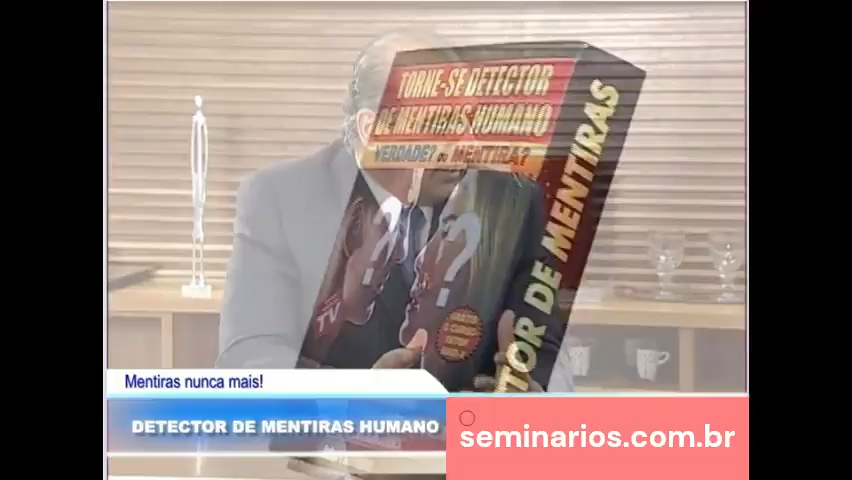 TORNE-SE DETECTOR
DE MENTIRAS HUMANO
VERDADE? ou MENTIRA?
?
?
TV
TOR DE MENTIRAS
Mentiras nunca mais!
DETECTOR DE MENTIRAS HUMANO
seminarios.com.br